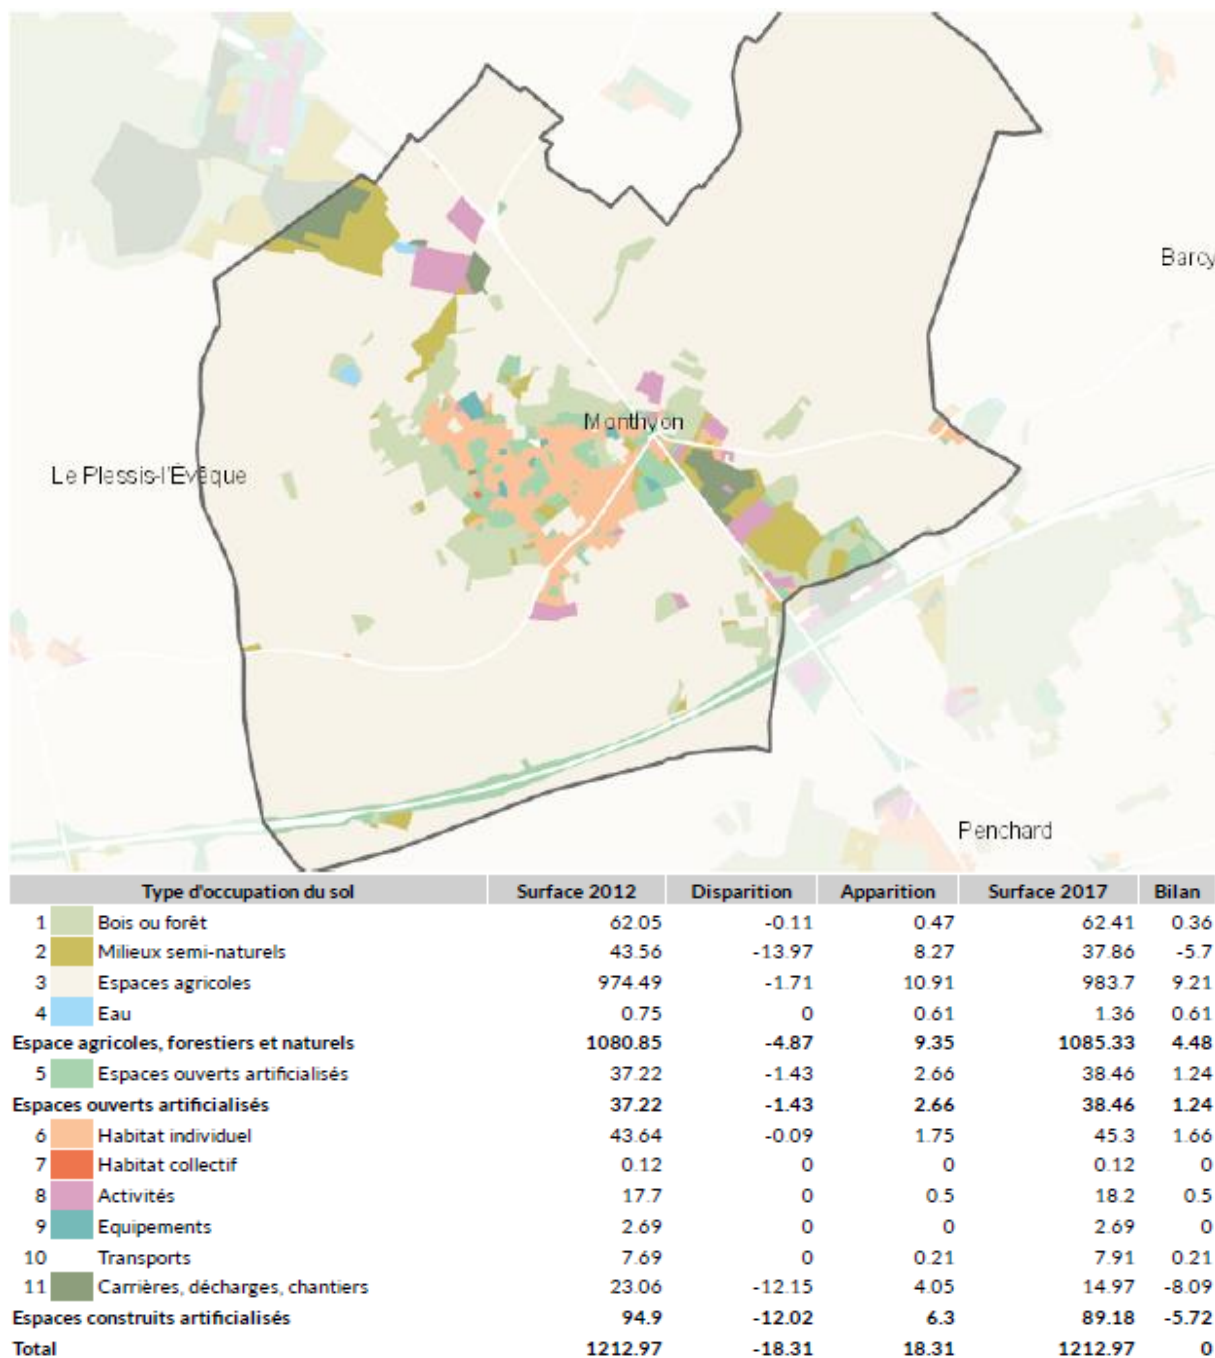 Barcy
Monthyon
Le Plessis-l'Évêque
Penchard
Type d'occupation du sol Surface 2012 Disparition Apparition Surface 2017 Bilan
1 Bois ou forêt 62.05 -0.11 0.47 62.41 0.36
2 Milieux semi-naturels 43.56 -13.97 8.27 37.86 -5.7
3 Espaces agricoles 974.49 -1.71 10.91 983.7 9.21
4 Eau 0.75 0 0.61 1.36 0.61
Espace agricoles, forestiers et naturels 1080.85 -4.87 9.35 1085.33 4.48
5 Espaces ouverts artificialisés 37.22 -1.43 2.66 38.46 1.24
Espaces ouverts artificialisés 37.22 -1.43 2.66 38.46 1.24
6 Habitat individuel 43.64 -0.09 1.75 45.3 1.66
7 Habitat collectif 0.12 0 0 0.12 0
8 Activités 17.7 0 0.5 18.2 0.5
9 Equipements 2.69 0 0 2.69 0
10 Transports 7.69 0 0.21 7.91 0.21
11 Carrières, décharges, chantiers 23.06 -12.15 4.05 14.97 -8.09
Espaces construits artificialisés 94.9 -12.02 6.3 89.18 -5.72
Total 1212.97 -18.31 18.31 1212.97 0